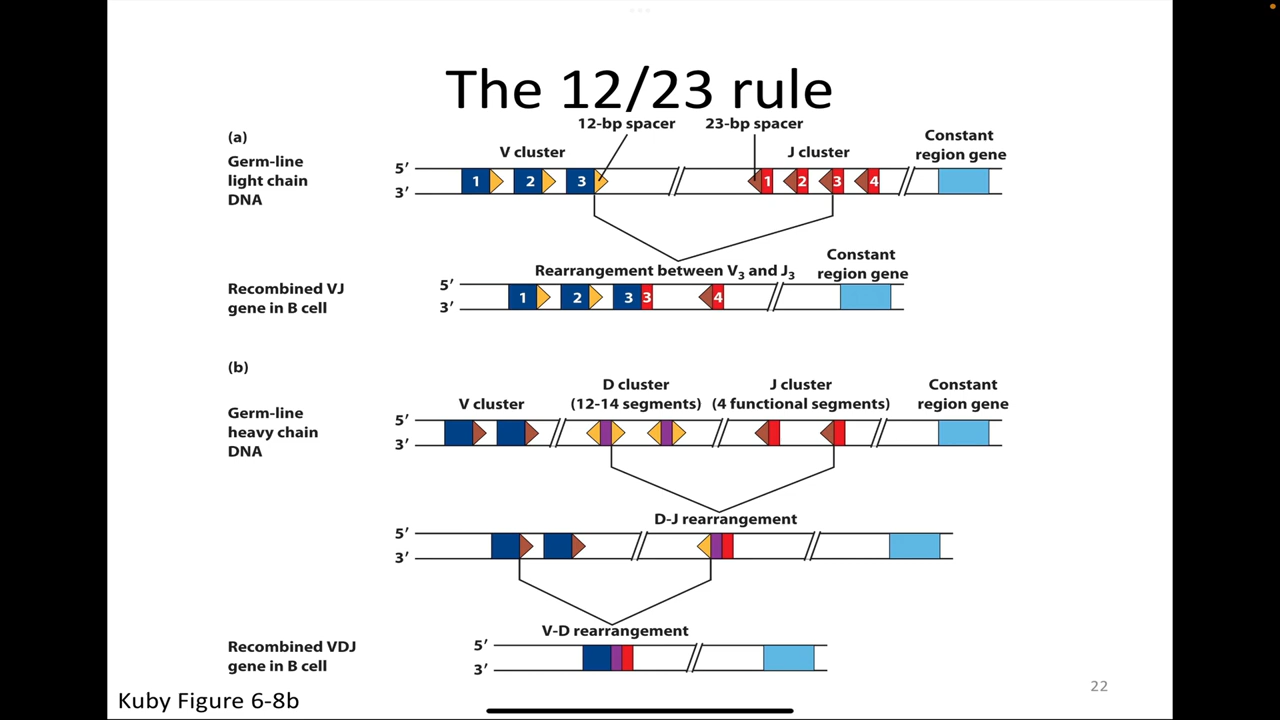 The 12/23 rule
12-bp spacer 23-bp spacer
(a)
Constant
region gene
V cluster J cluster
Germ-line
light chain
DNA
5′
3′
1 2 3 1 2 3 4
Rearrangement between V3 and J3
Constant
region gene
Recombined VJ
gene in B cell
5′
3′
1 2 3 3 4
(b)
D cluster
(12-14 segments)
J cluster
(4 functional segments)
Constant
region gene
V cluster
Germ-line
heavy chain
DNA
5′
3′
D-J rearrangement
5′
3′
V-D rearrangement
Recombined VDJ
gene in B cell
5′
3′
22
Kuby Figure 6-8b